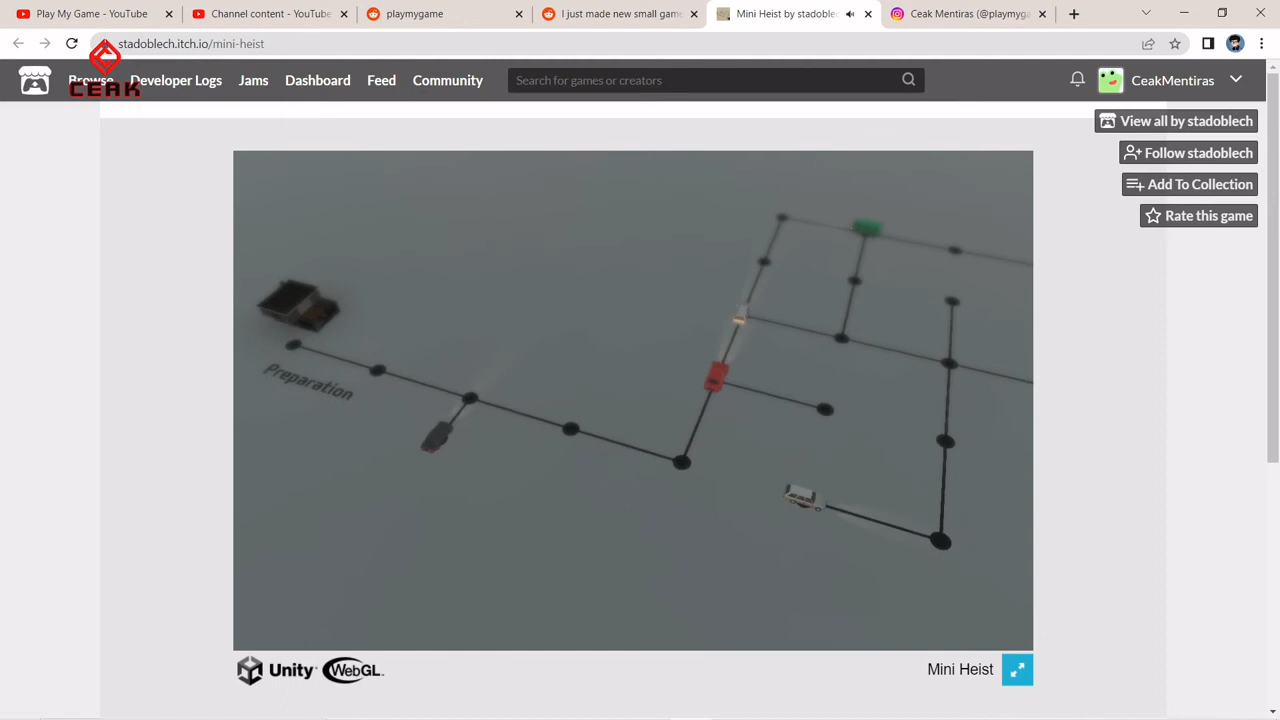 Play My Game - YouTube
Channel content - YouTube
playmygame
I just made new small game
Mini Heist by stadoblech
Ceak Mentiras (@playmyga
stadoblech.itch.io/mini-heist
CEAK
Browse
Developer Logs
Jams
Dashboard
Feed
Community
Search for games or creators
CeakMentiras
View all by stadoblech
Follow stadoblech
Add To Collection
Rate this game
Preparation
Unity
WebGL
Mini Heist